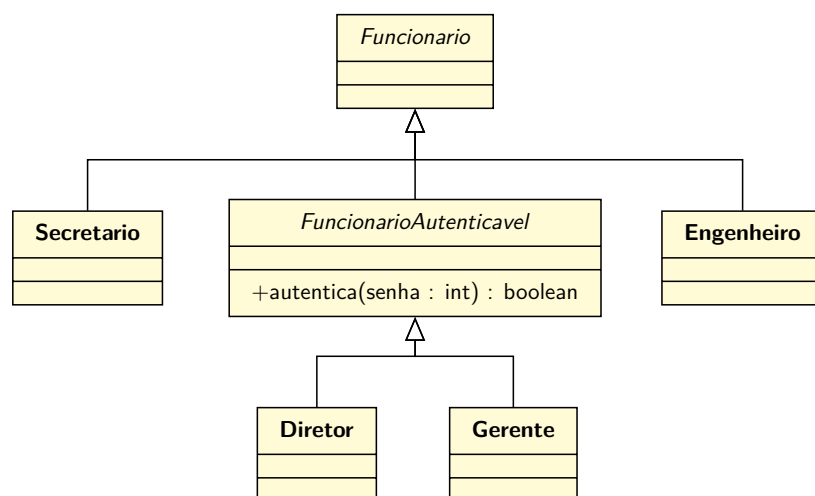 Funcionario
Secretario
FuncionarioAutenticavel
Engenheiro
+autentica(senha : int) : boolean
Diretor
Gerente